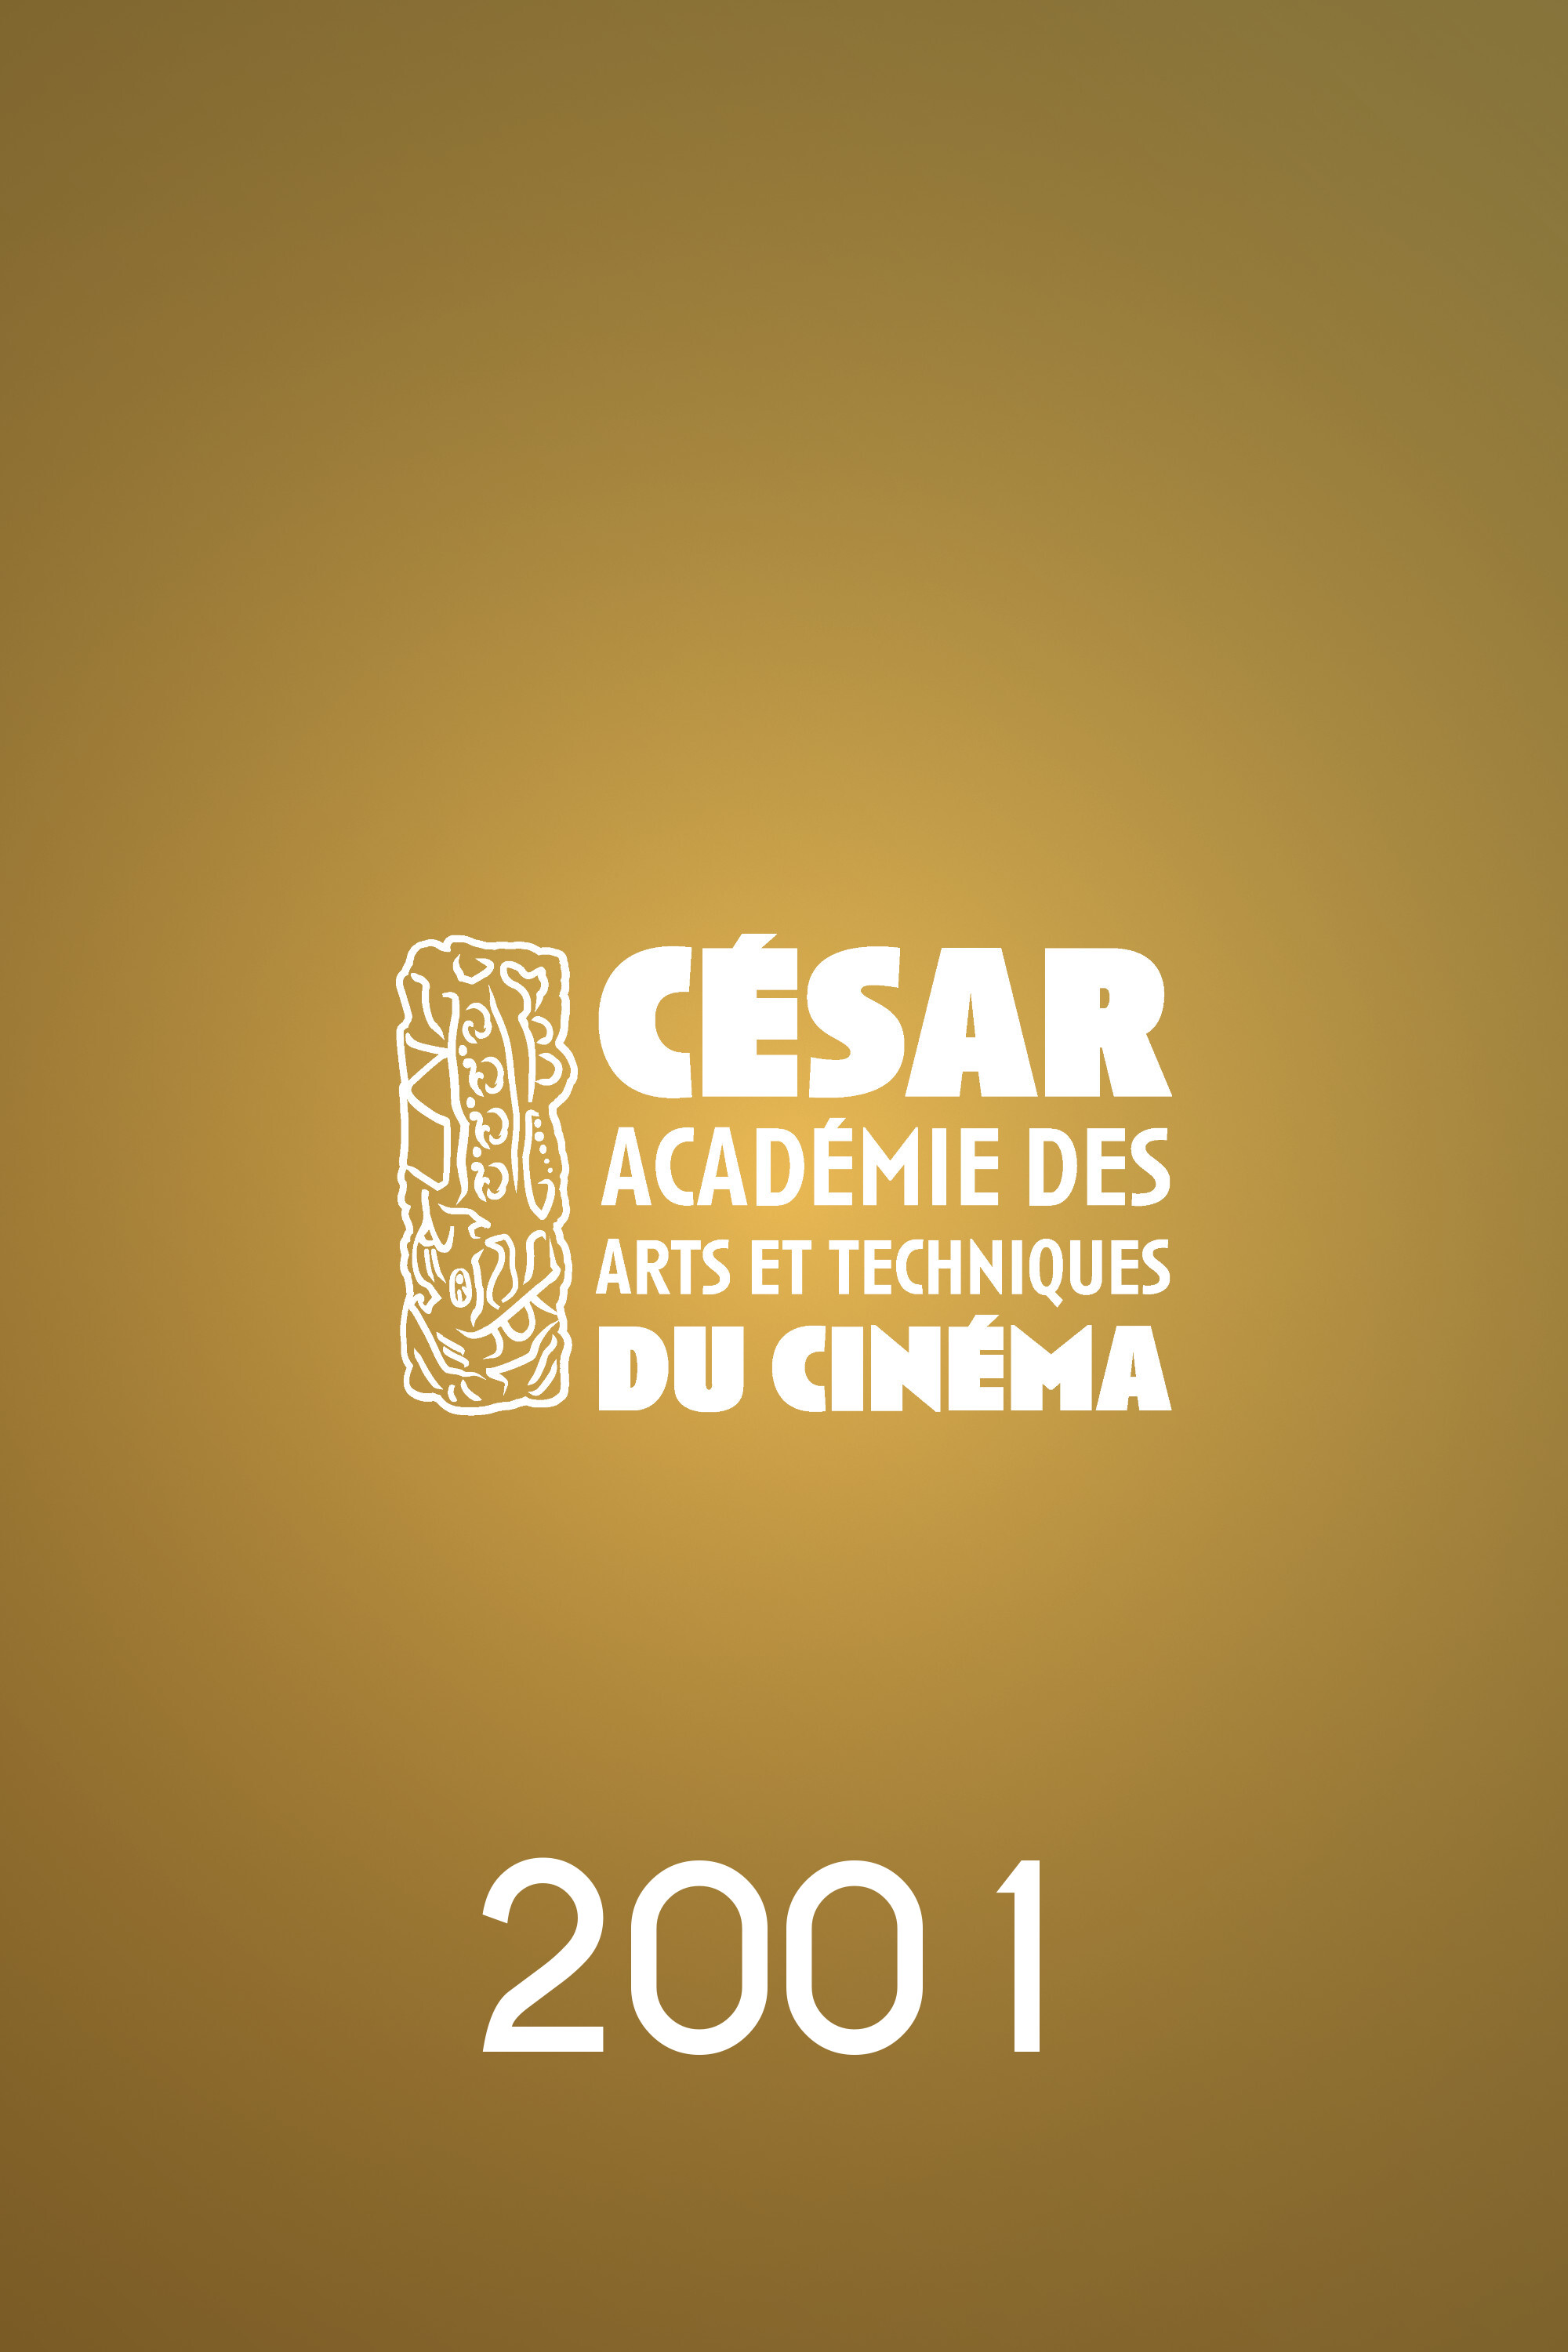 CÉSAR
ACADÉMIE DES
ARTS ET TECHNIQUES
DU CINÉMA
2001